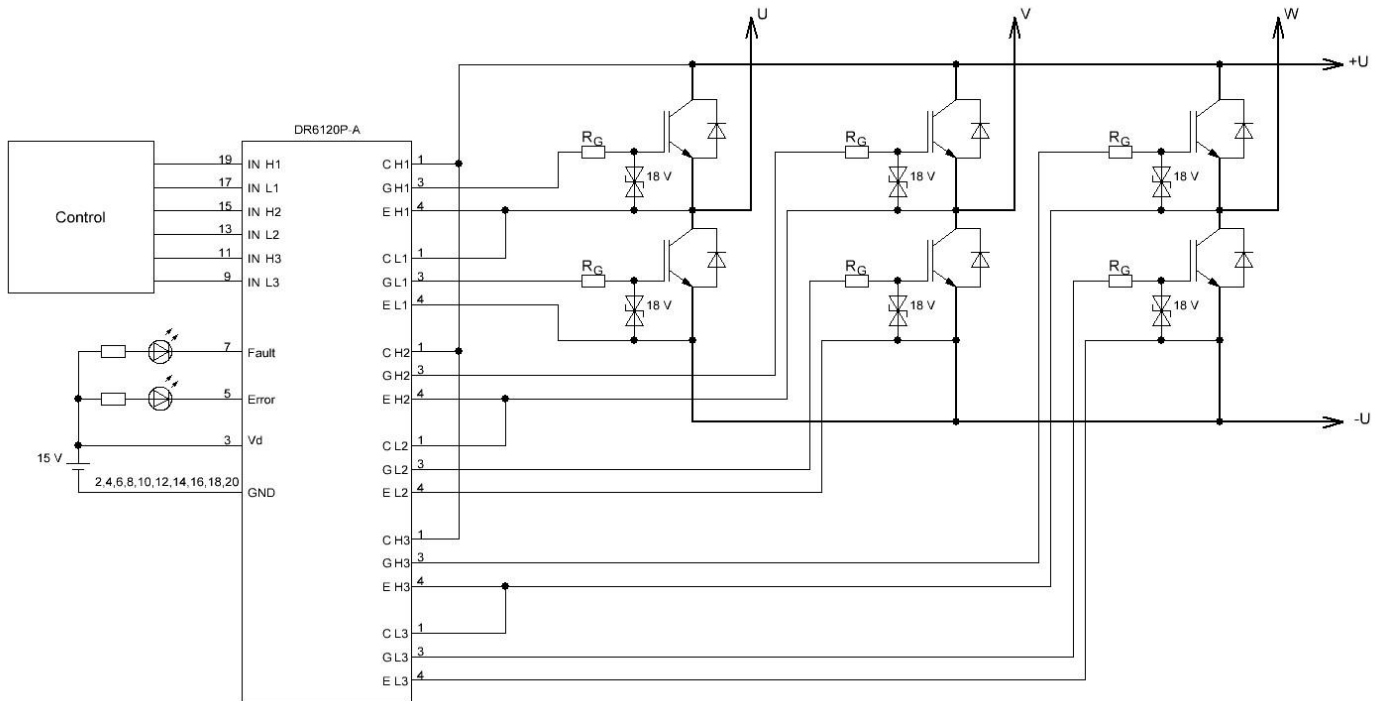 U V W
+U
DR6120P-A
Control
19 IN H1
17 IN L1
15 IN H2
13 IN L2
11 IN H3
9 IN L3
7 Fault
5 Error
3 Vd
15 V
2,4,6,8,10,12,14,16,18,20 GND
C H1 1
G H1 3
E H1 4
C L1 1
G L1 3
E L1 4
C H2 1
G H2 3
E H2 4
C L2 1
G L2 3
E L2 4
C H3 1
G H3 3
E H3 4
C L3 1
G L3 3
E L3 4
RG RG RG
18 V 18 V 18 V
RG RG RG
18 V 18 V 18 V
-U